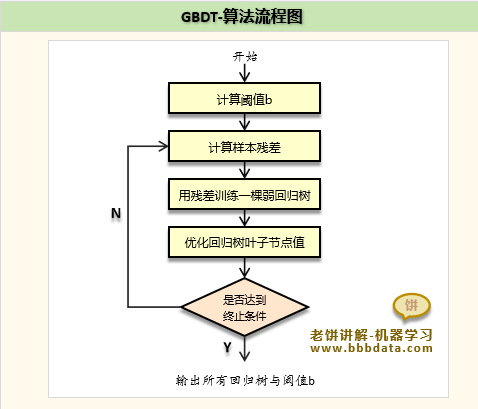 GBDT-算法流程图
开始
计算阈值b
计算样本残差
用残差训练一棵弱回归树
优化回归树叶子节点值
N
是否达到
终止条件
Y
输出所有回归树与阈值b
饼
老饼讲解-机器学习
www.bbbdata.com